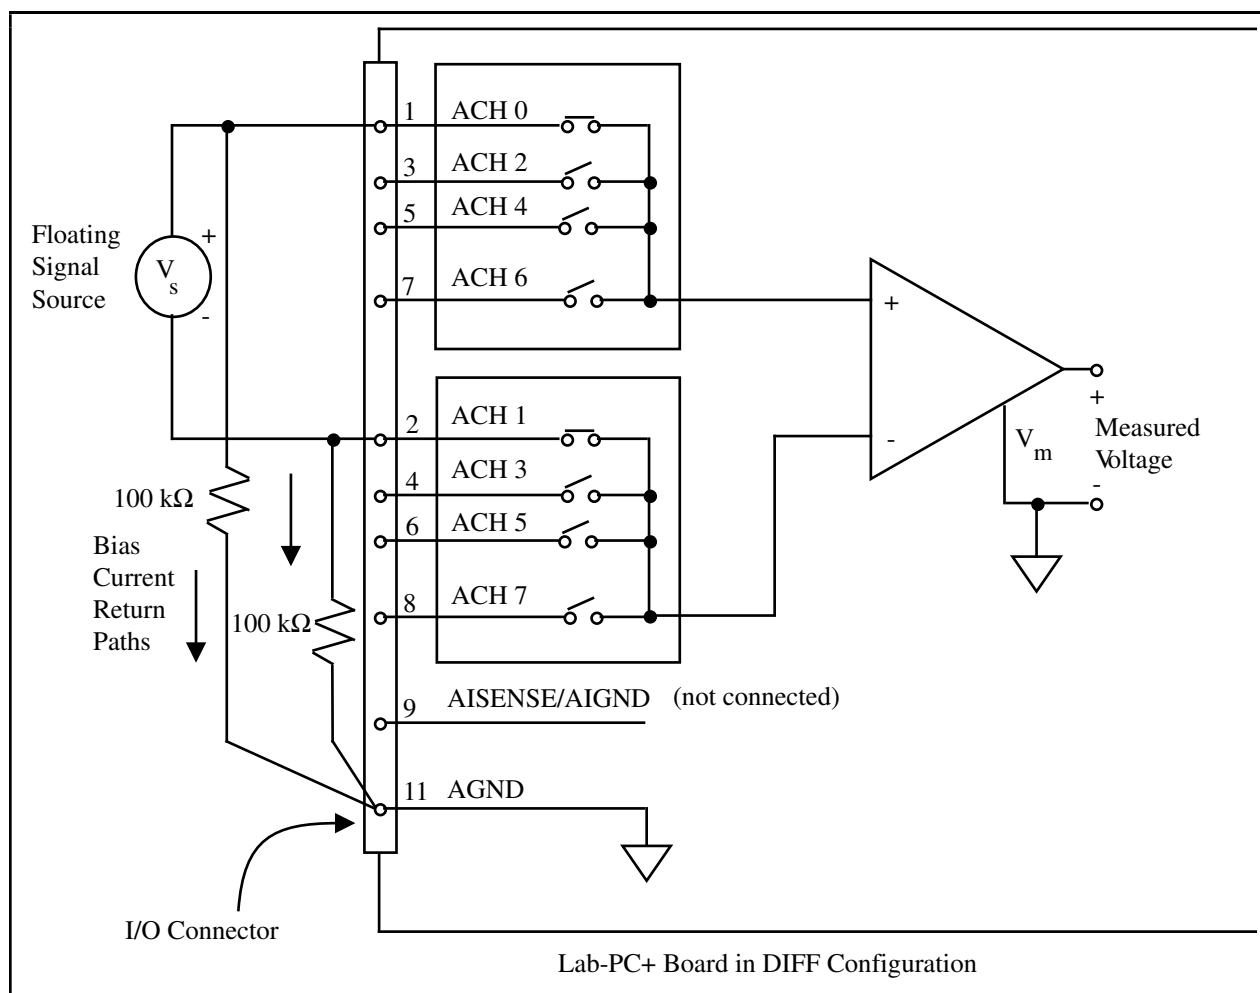 1 ACH 0
3 ACH 2
5 ACH 4
7 ACH 6
Floating
Signal
Source
V
s
+
-
+
-
2 ACH 1
4 ACH 3
6 ACH 5
8 ACH 7
V
m
+
Measured
Voltage
-
100 kΩ
Bias
Current
Return
Paths
100 kΩ
9 AISENSE/AIGND (not connected)
11 AGND
I/O Connector
Lab-PC+ Board in DIFF Configuration